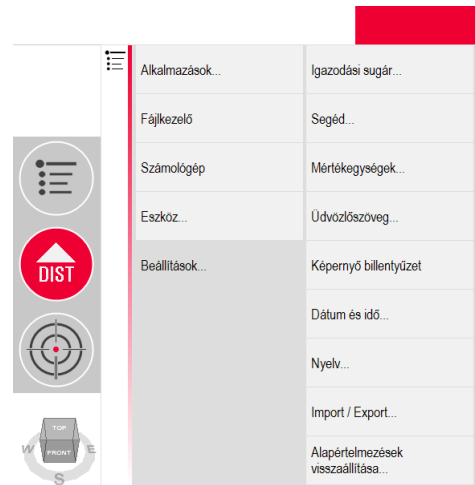 Alkalmazások...
Fájlkezelő
Számológép
Eszköz...
Beállítások...
Igazodási sugár...
Segéd...
Mértékegységek...
Üdvözlőszöveg...
Képernyő billentyűzet
Dátum és idő...
Nyelv...
Import / Export...
Alapértelmezések
visszaállítása...
DIST
TOP
FRONT
W
E
S